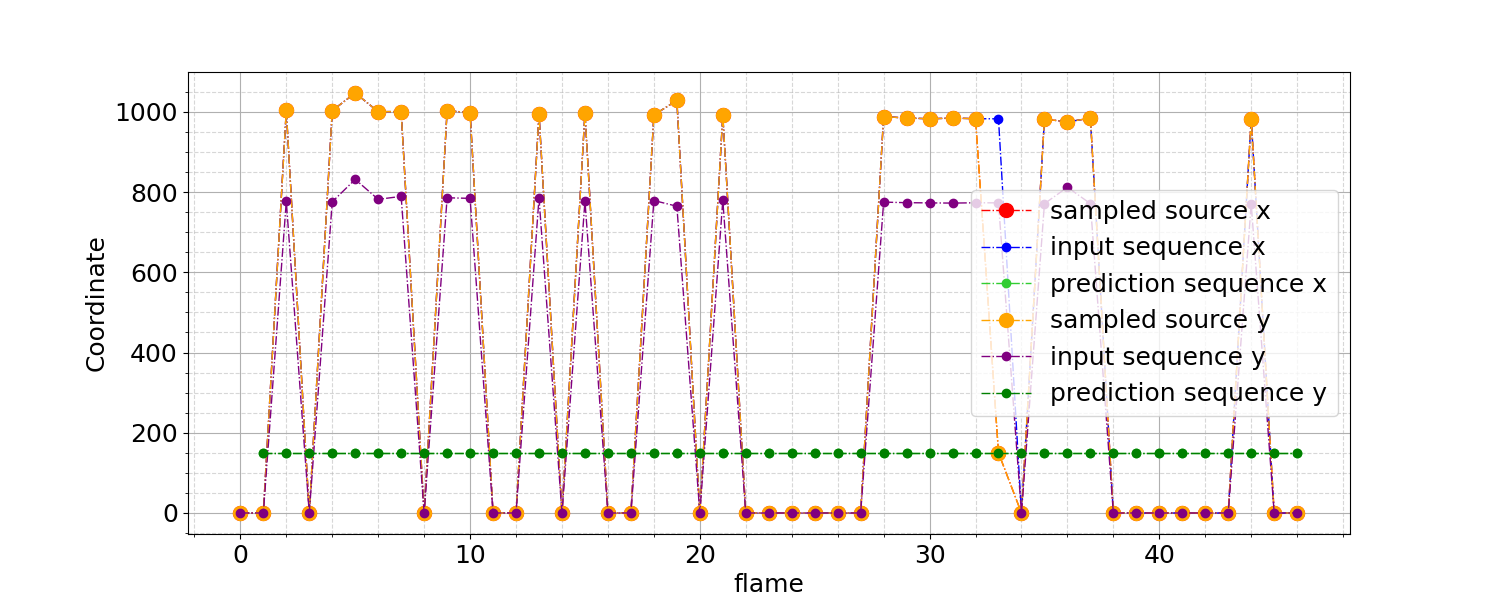 1000
800
600
400
200
0
Coordinate
0 10 20 30 40
flame
sampled source x
input sequence x
prediction sequence x
sampled source y
input sequence y
prediction sequence y